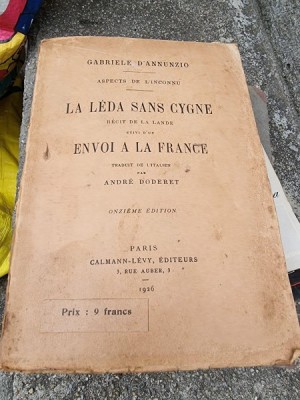 GABRIELE D'ANNUNZIO
ASPECTS DE L'INCONNU
LA LÉDA SANS CYGNE
RÉCIT DE LA LANDE
SUIVI D'UN
ENVOI A LA FRANCE
TRADUIT DE L'ITALIEN
PAR
ANDRÉ DODERET
ONZIÈME ÉDITION
PARIS
CALMANN-LÉVY, ÉDITEURS
3, RUE AUBER, 3
1926
Prix : 9 francs